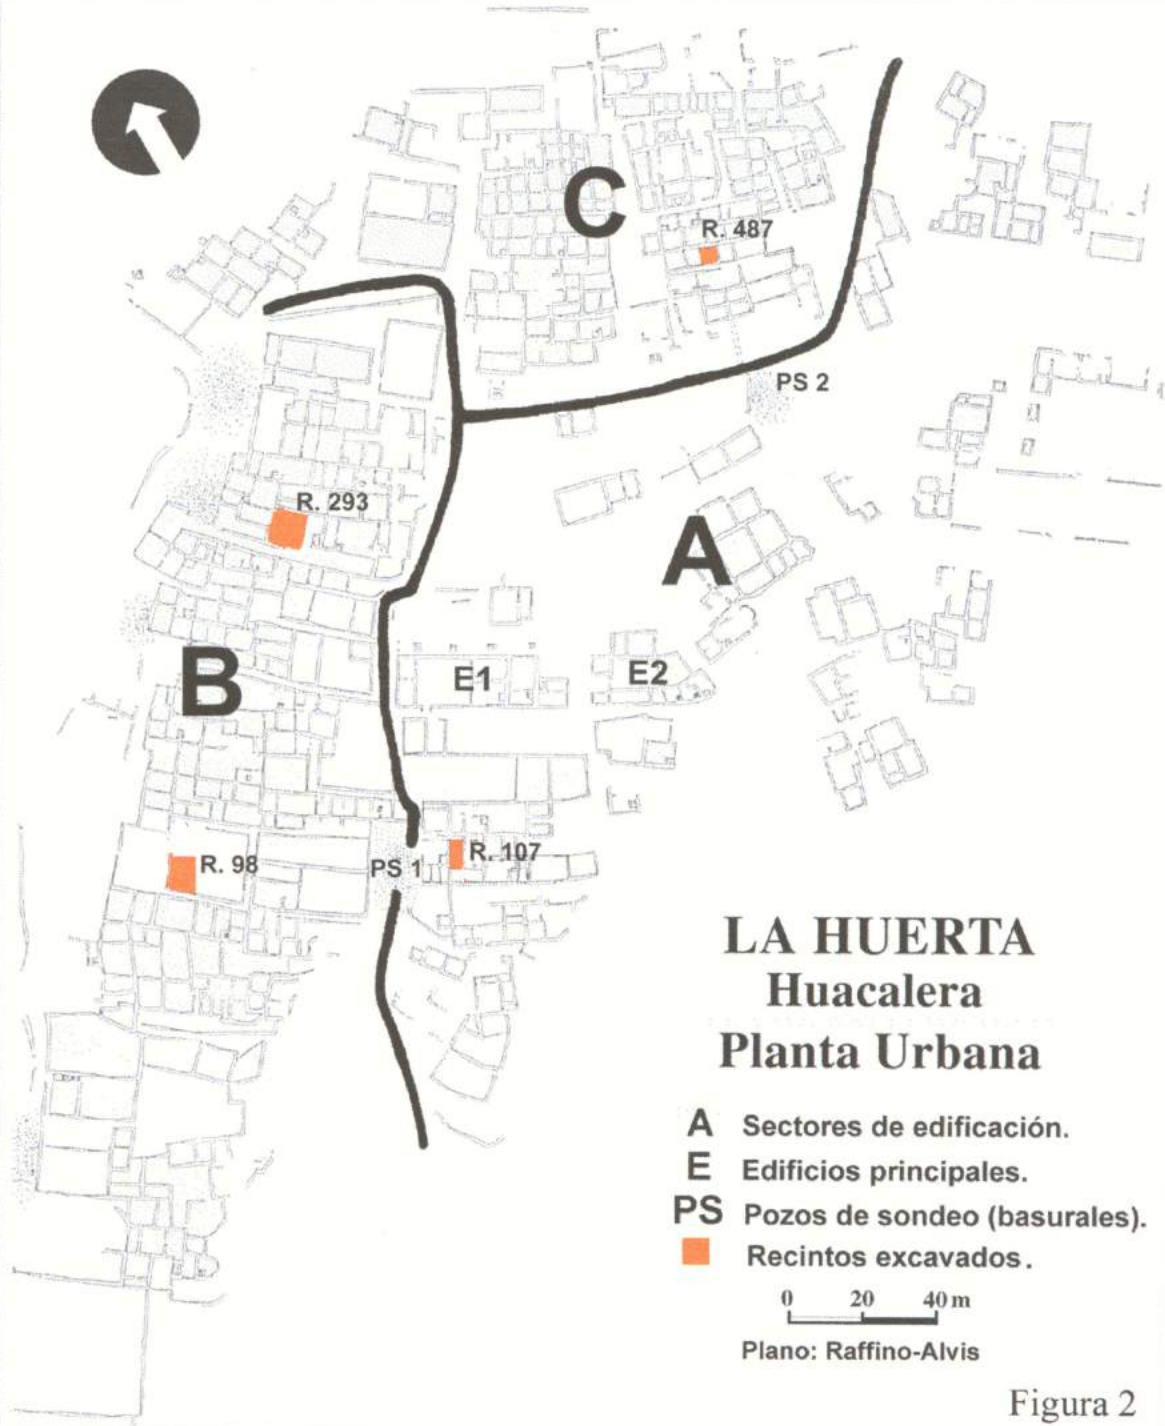 C
R. 487
PS 2
R. 293
A
B
E1
E2
R. 98
PS 1
R. 107
LA HUERTA
Huacalera
Planta Urbana
A Sectores de edificación.
E Edificios principales.
PS Pozos de sondeo (basurales).
Recintos excavados.
0 20 40 m
Plano: Raffino-Alvis
Figura 2